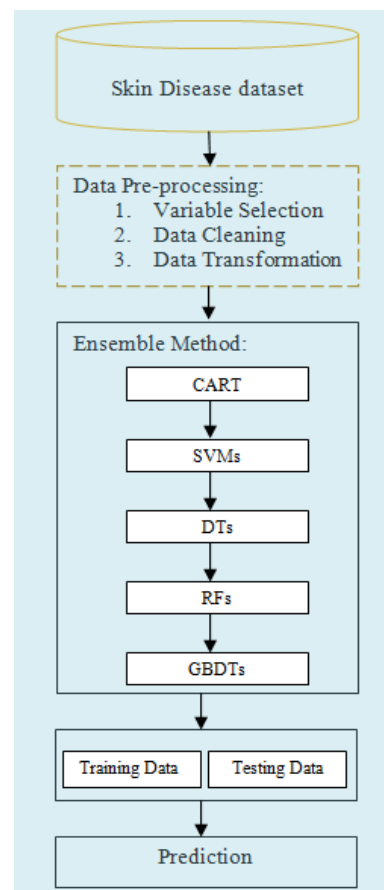 Skin Disease dataset
Data Pre-processing:
1. Variable Selection
2. Data Cleaning
3. Data Transformation
Ensemble Method:
CART
SVMs
DTs
RFs
GBDTs
Training Data
Testing Data
Prediction